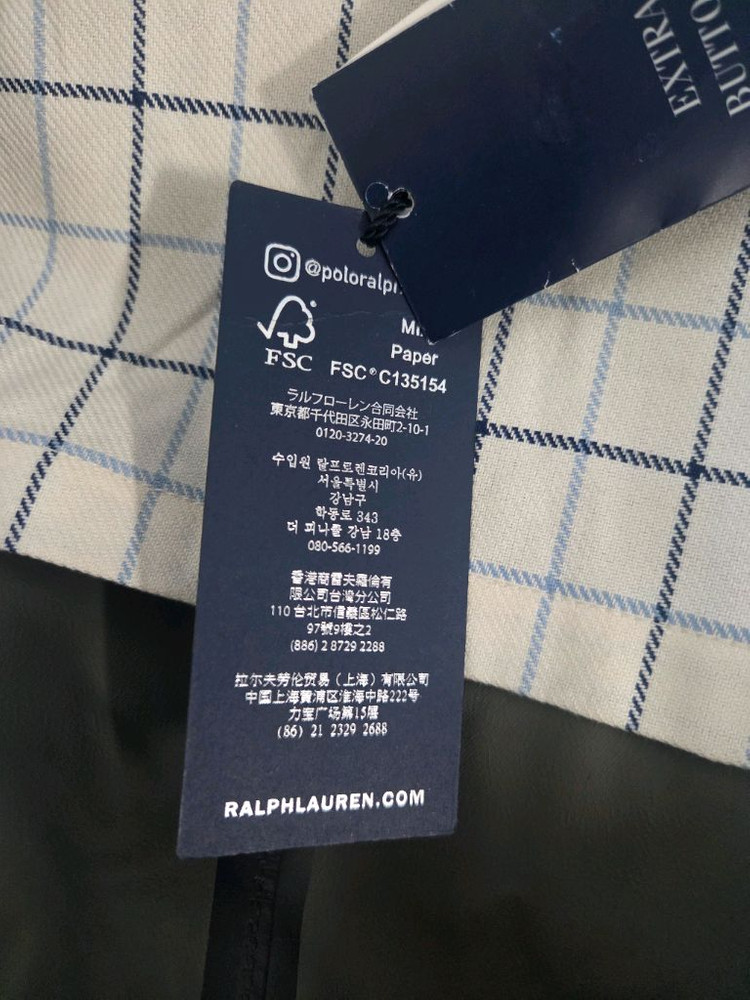 EXTRA
@poloralp
FSC
Paper
FSC® C135154
ラルフローレン合同会社
東京都千代田区永田町2-10-1
0120-3274-20
수입원 랄프로렌코리아(유)
서울특별시
강남구
학동로 343
더 피나클 강남 18층
080-566-1199
香港商雷夫羅倫有
限公司台灣分公司
110 台北市信義區松仁路
97號9樓之2
(886) 2 8729 2288
拉尔夫劳伦贸易（上海）有限公司
中国上海黄浦区淮海中路222号
力宝广场第15层
(86) 21 2329 2688
RALPHLAUREN.COM